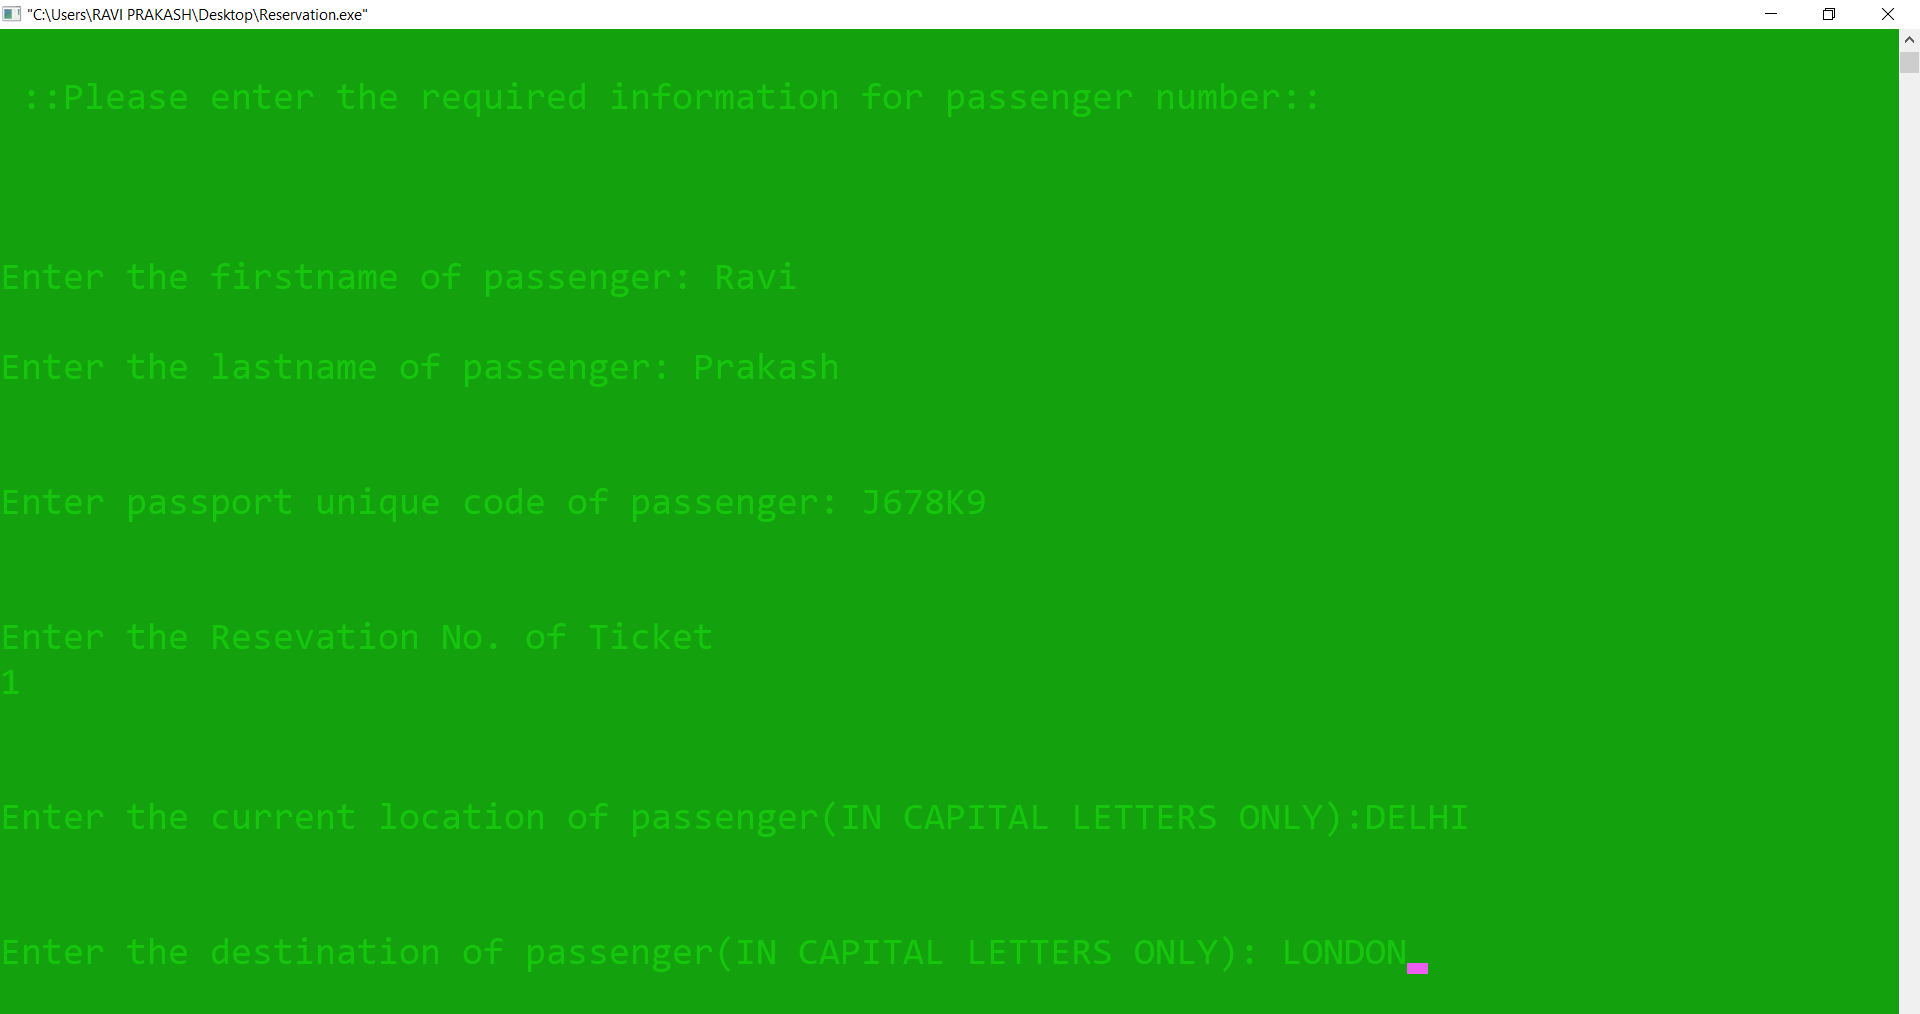 "C:\Users\RAVI PRAKASH\Desktop\Reservation.exe"
::Please enter the required information for passenger number::
Enter the firstname of passenger: Ravi
Enter the lastname of passenger: Prakash
Enter passport unique code of passenger: J678K9
Enter the Resevation No. of Ticket
1
Enter the current location of passenger(IN CAPITAL LETTERS ONLY):DELHI
Enter the destination of passenger(IN CAPITAL LETTERS ONLY): LONDON